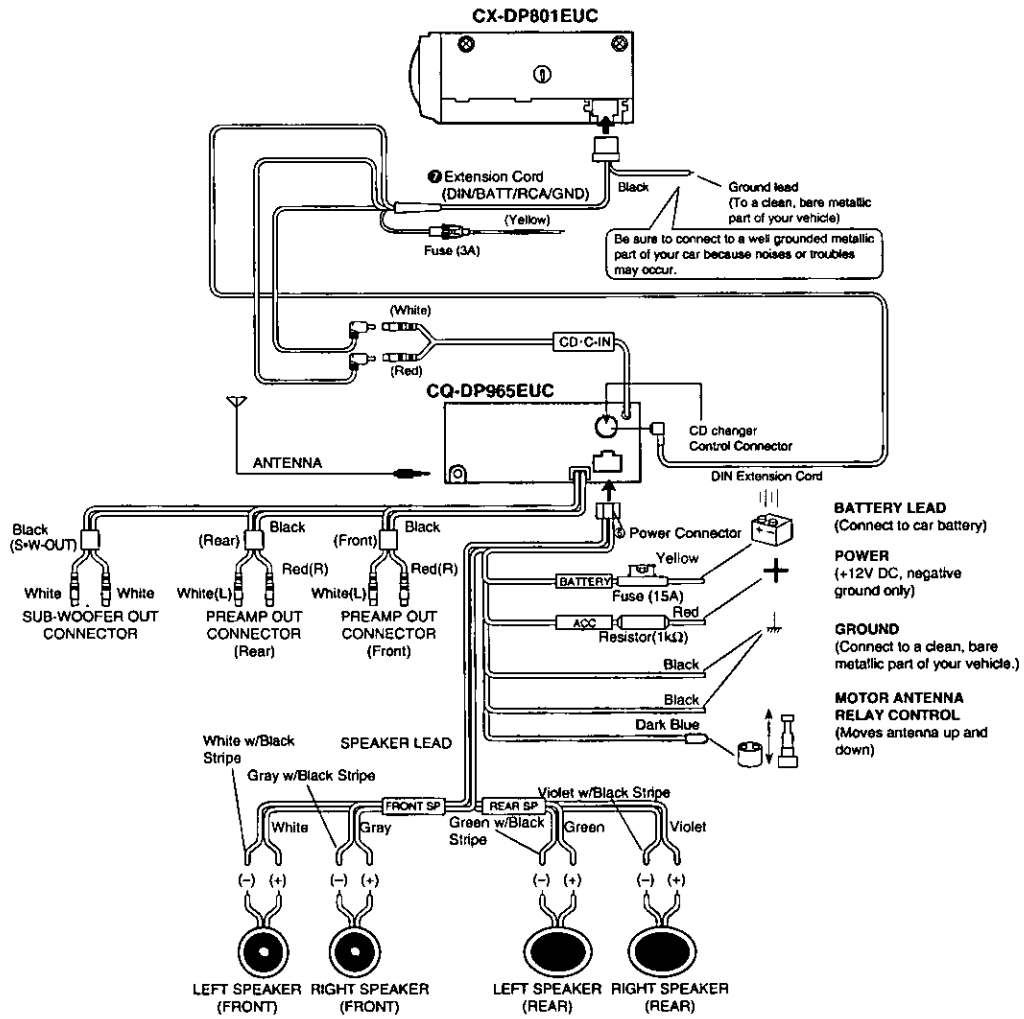 CX-DP801EUC
❼ Extension Cord
(DIN/BATT/RCA/GND)
Black
Ground lead
(To a clean, bare metallic
part of your vehicle)
(Yellow)
Fuse (3A)
Be sure to connect to a well grounded metallic
part of your car because noises or troubles
may occur.
(White)
CD·C-IN
(Red)
CQ-DP965EUC
CD changer
Control Connector
ANTENNA
DIN Extension Cord
Black
(S•W-OUT)
(Rear)
Black
(Front)
Black
Power Connector
BATTERY LEAD
(Connect to car battery)
White
White
White(L)
Red(R)
White(L)
Red(R)
SUB-WOOFER OUT
CONNECTOR
PREAMP OUT
CONNECTOR
(Rear)
PREAMP OUT
CONNECTOR
(Front)
Yellow
BATTERY
Fuse (15A)
POWER
(+12V DC, negative
ground only)
Red
ACC
Resistor(1kΩ)
GROUND
(Connect to a clean, bare
metallic part of your vehicle.)
Black
Black
Dark Blue
MOTOR ANTENNA
RELAY CONTROL
(Moves antenna up and
down)
White w/Black
Stripe
SPEAKER LEAD
Gray w/Black Stripe
Violet w/Black Stripe
FRONT SP
REAR SP
White
Gray
Green w/Black
Stripe
Green
Violet
(-) (+)
(-) (+)
(-) (+)
(-) (+)
LEFT SPEAKER
(FRONT)
RIGHT SPEAKER
(FRONT)
LEFT SPEAKER
(REAR)
RIGHT SPEAKER
(REAR)